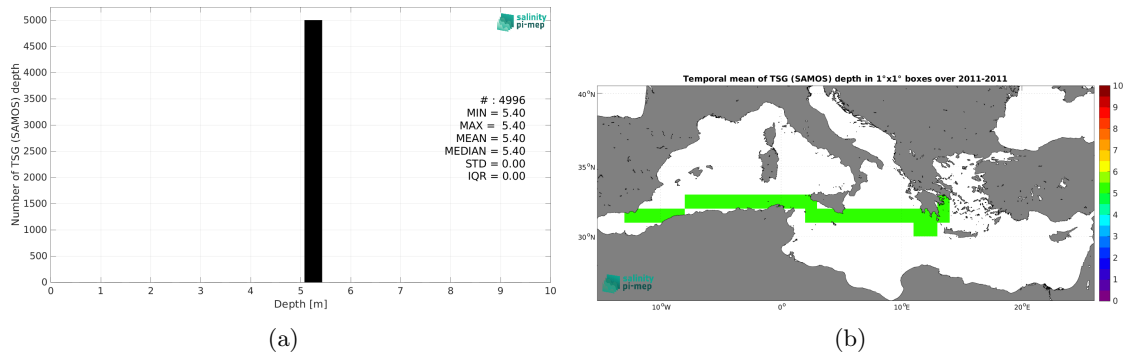 5000
4500
4000
3500
3000
2500
2000
1500
1000
500
0
Number of TSG (SAMOS) depth
salinity
pi-mep
# : 4996
MIN = 5.40
MAX = 5.40
MEAN = 5.40
MEDIAN = 5.40
STD = 0.00
IQR = 0.00
0 1 2 3 4 5 6 7 8 9 10
Depth [m]
(a)
Temporal mean of TSG (SAMOS) depth in 1°x1° boxes over 2011-2011
40°N
35°N
30°N
salinity
pi-mep
10°W 0° 10°E 20°E
10
9
8
7
6
5
4
3
2
1
0
(b)